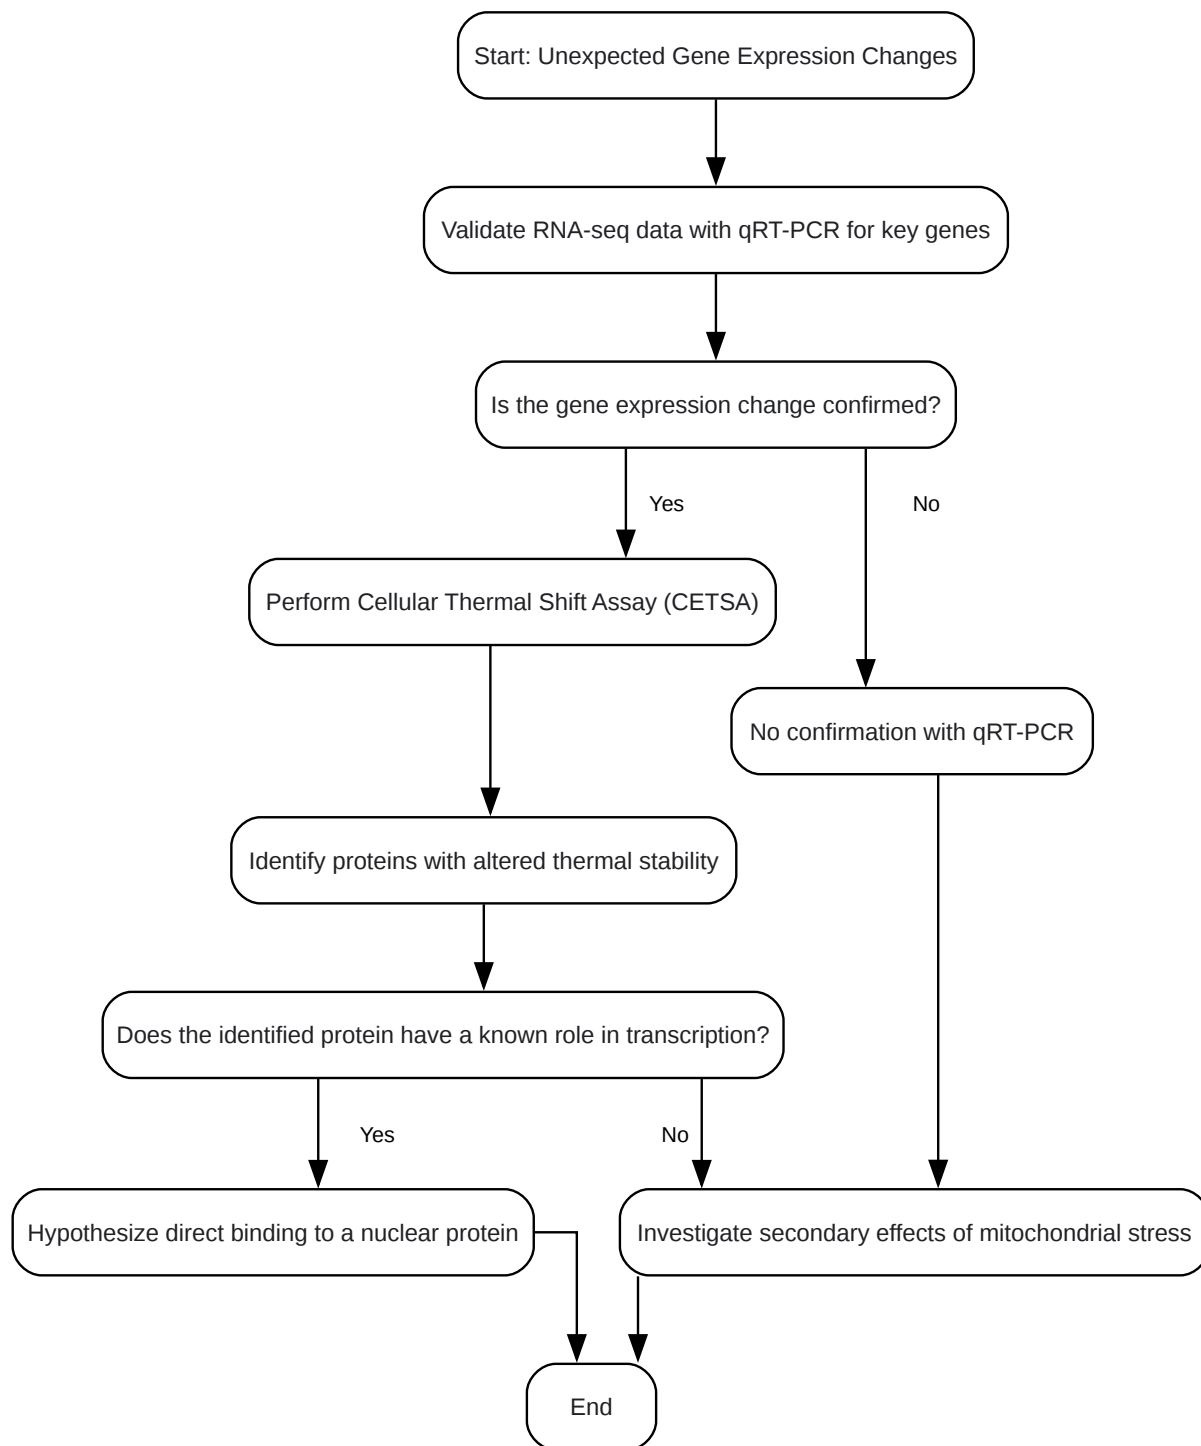 Start: Unexpected Gene Expression Changes
Validate RNA-seq data with qRT-PCR for key genes
Is the gene expression change confirmed?
Yes
No
Perform Cellular Thermal Shift Assay (CETSA)
No confirmation with qRT-PCR
Identify proteins with altered thermal stability
Does the identified protein have a known role in transcription?
Yes
No
Hypothesize direct binding to a nuclear protein
Investigate secondary effects of mitochondrial stress
End